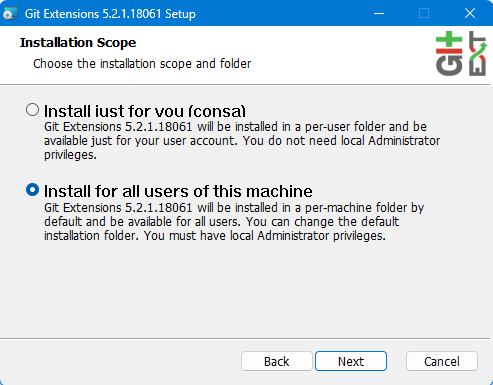 Git Extensions 5.2.1.18061 Setup
Installation Scope
Choose the installation scope and folder
Git
EXT
Install just for you (consa)
Git Extensions 5.2.1.18061 will be installed in a per-user folder and be
available just for your user account. You do not need local Administrator
privileges.
Install for all users of this machine
Git Extensions 5.2.1.18061 will be installed in a per-machine folder by
default and be available for all users. You can change the default
installation folder. You must have local Administrator privileges.
Back
Next
Cancel